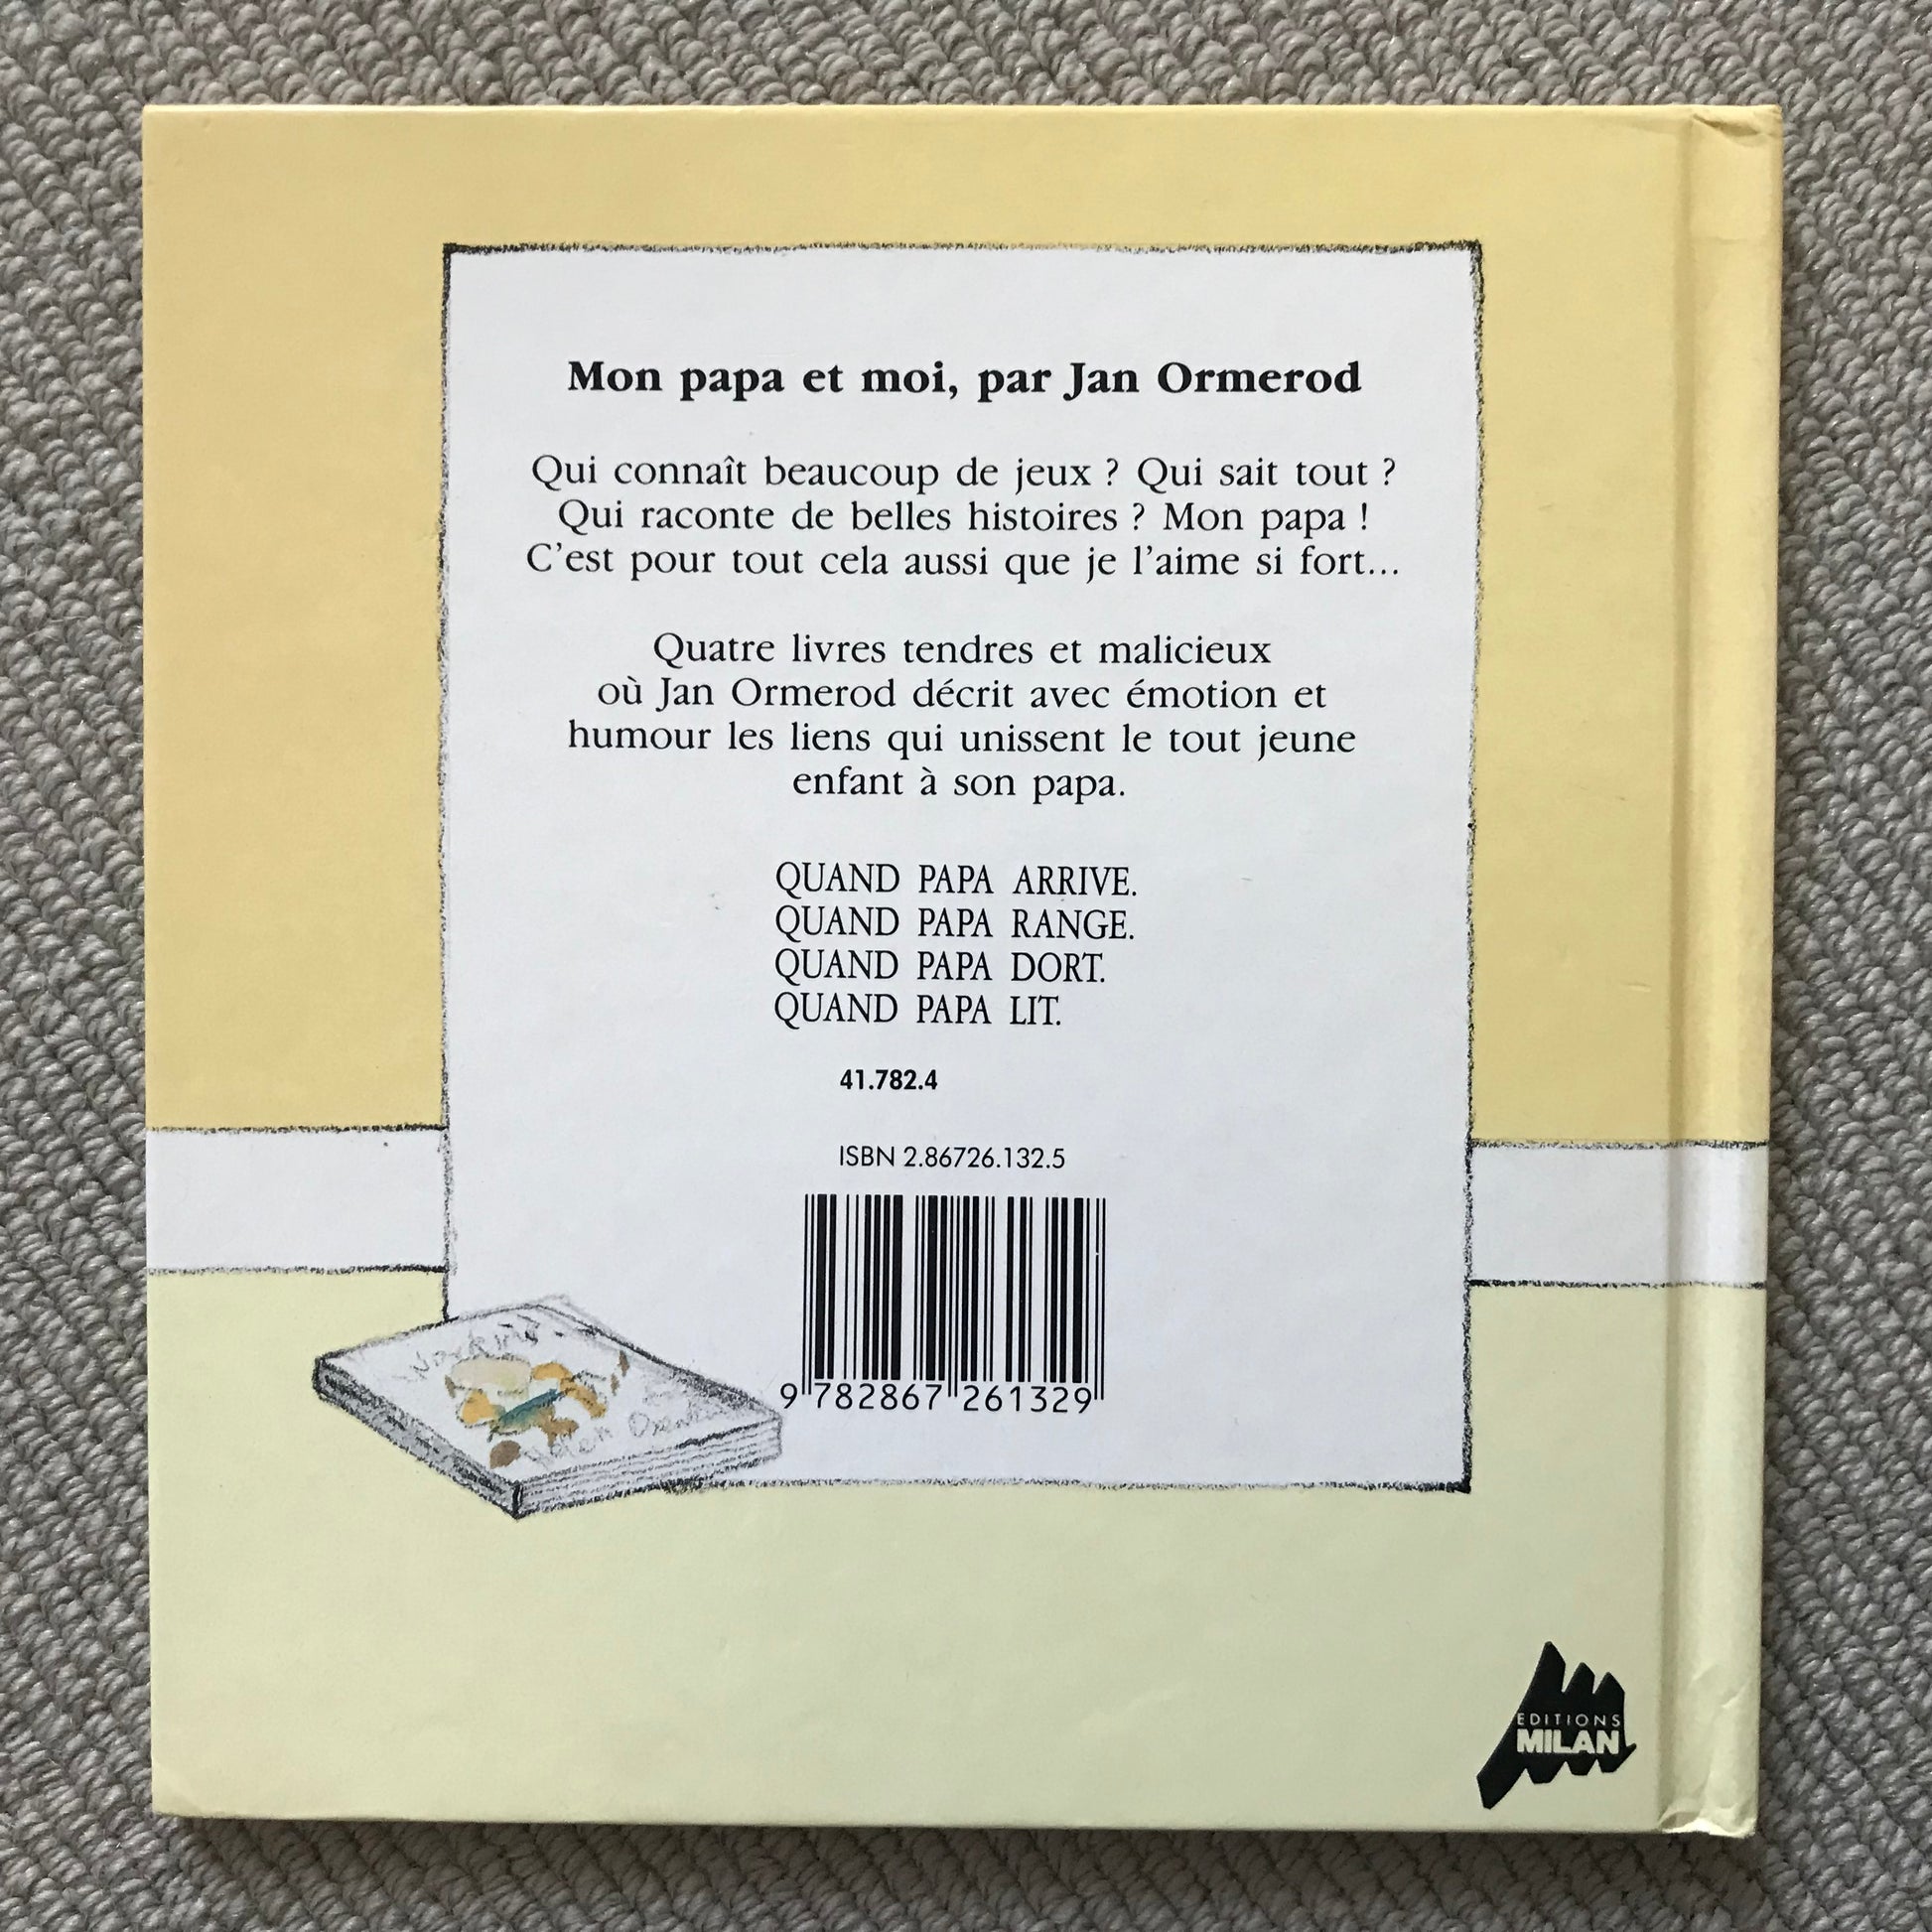 Mon papa et moi, par Jan Ormerod
Qui connaît beaucoup de jeux ? Qui sait tout ?
Qui raconte de belles histoires ? Mon papa !
C'est pour tout cela aussi que je l'aime si fort...
Quatre livres tendres et malicieux
où Jan Ormerod décrit avec émotion et
humour les liens qui unissent le tout jeune
enfant à son papa.
QUAND PAPA ARRIVE.
QUAND PAPA RANGE.
QUAND PAPA DORT.
QUAND PAPA LIT.
41.782.4
ISBN 2.86726.132.5
9 782867 261329
EDITIONS
MILAN